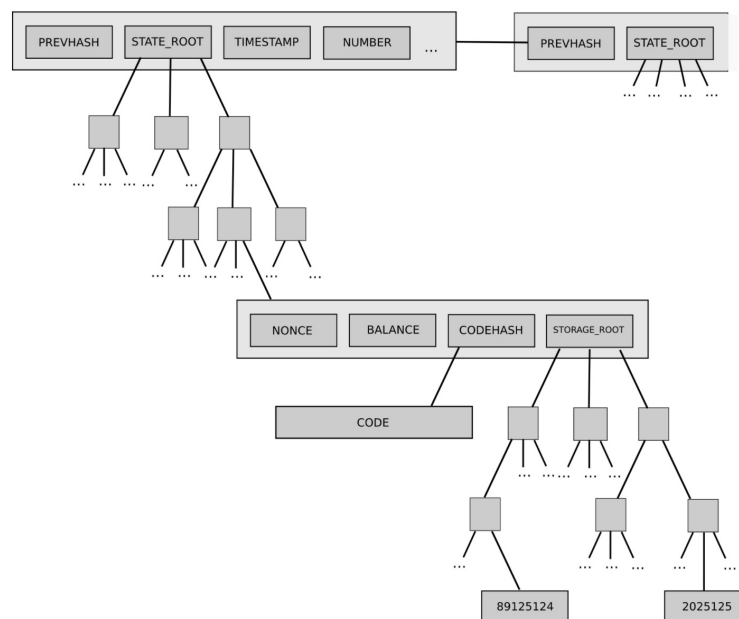 PREVHASH STATE_ROOT TIMESTAMP NUMBER ... PREVHASH STATE_ROOT
... ... ... ...
... ... ... ... ...
... ... ... ... ... ... ...
NONCE BALANCE CODEHASH STORAGE_ROOT
CODE
... ... ... ... ... ...
... ... ... ... ... ...
89125124 2025125